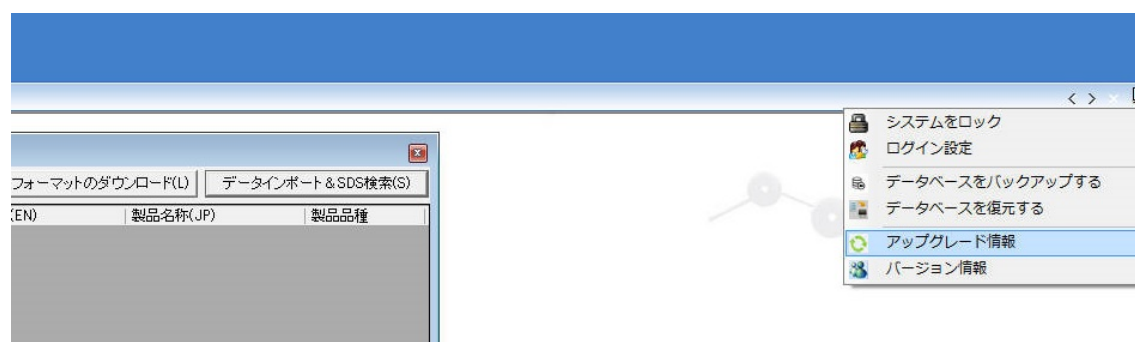 システムをロック
ログイン設定
データベースをバックアップする
データベースを復元する
アップグレード情報
バージョン情報
フォーマットのダウンロード(L) データインポート&SDS検索(S)
(EN) 製品名称(JP) 製品品種